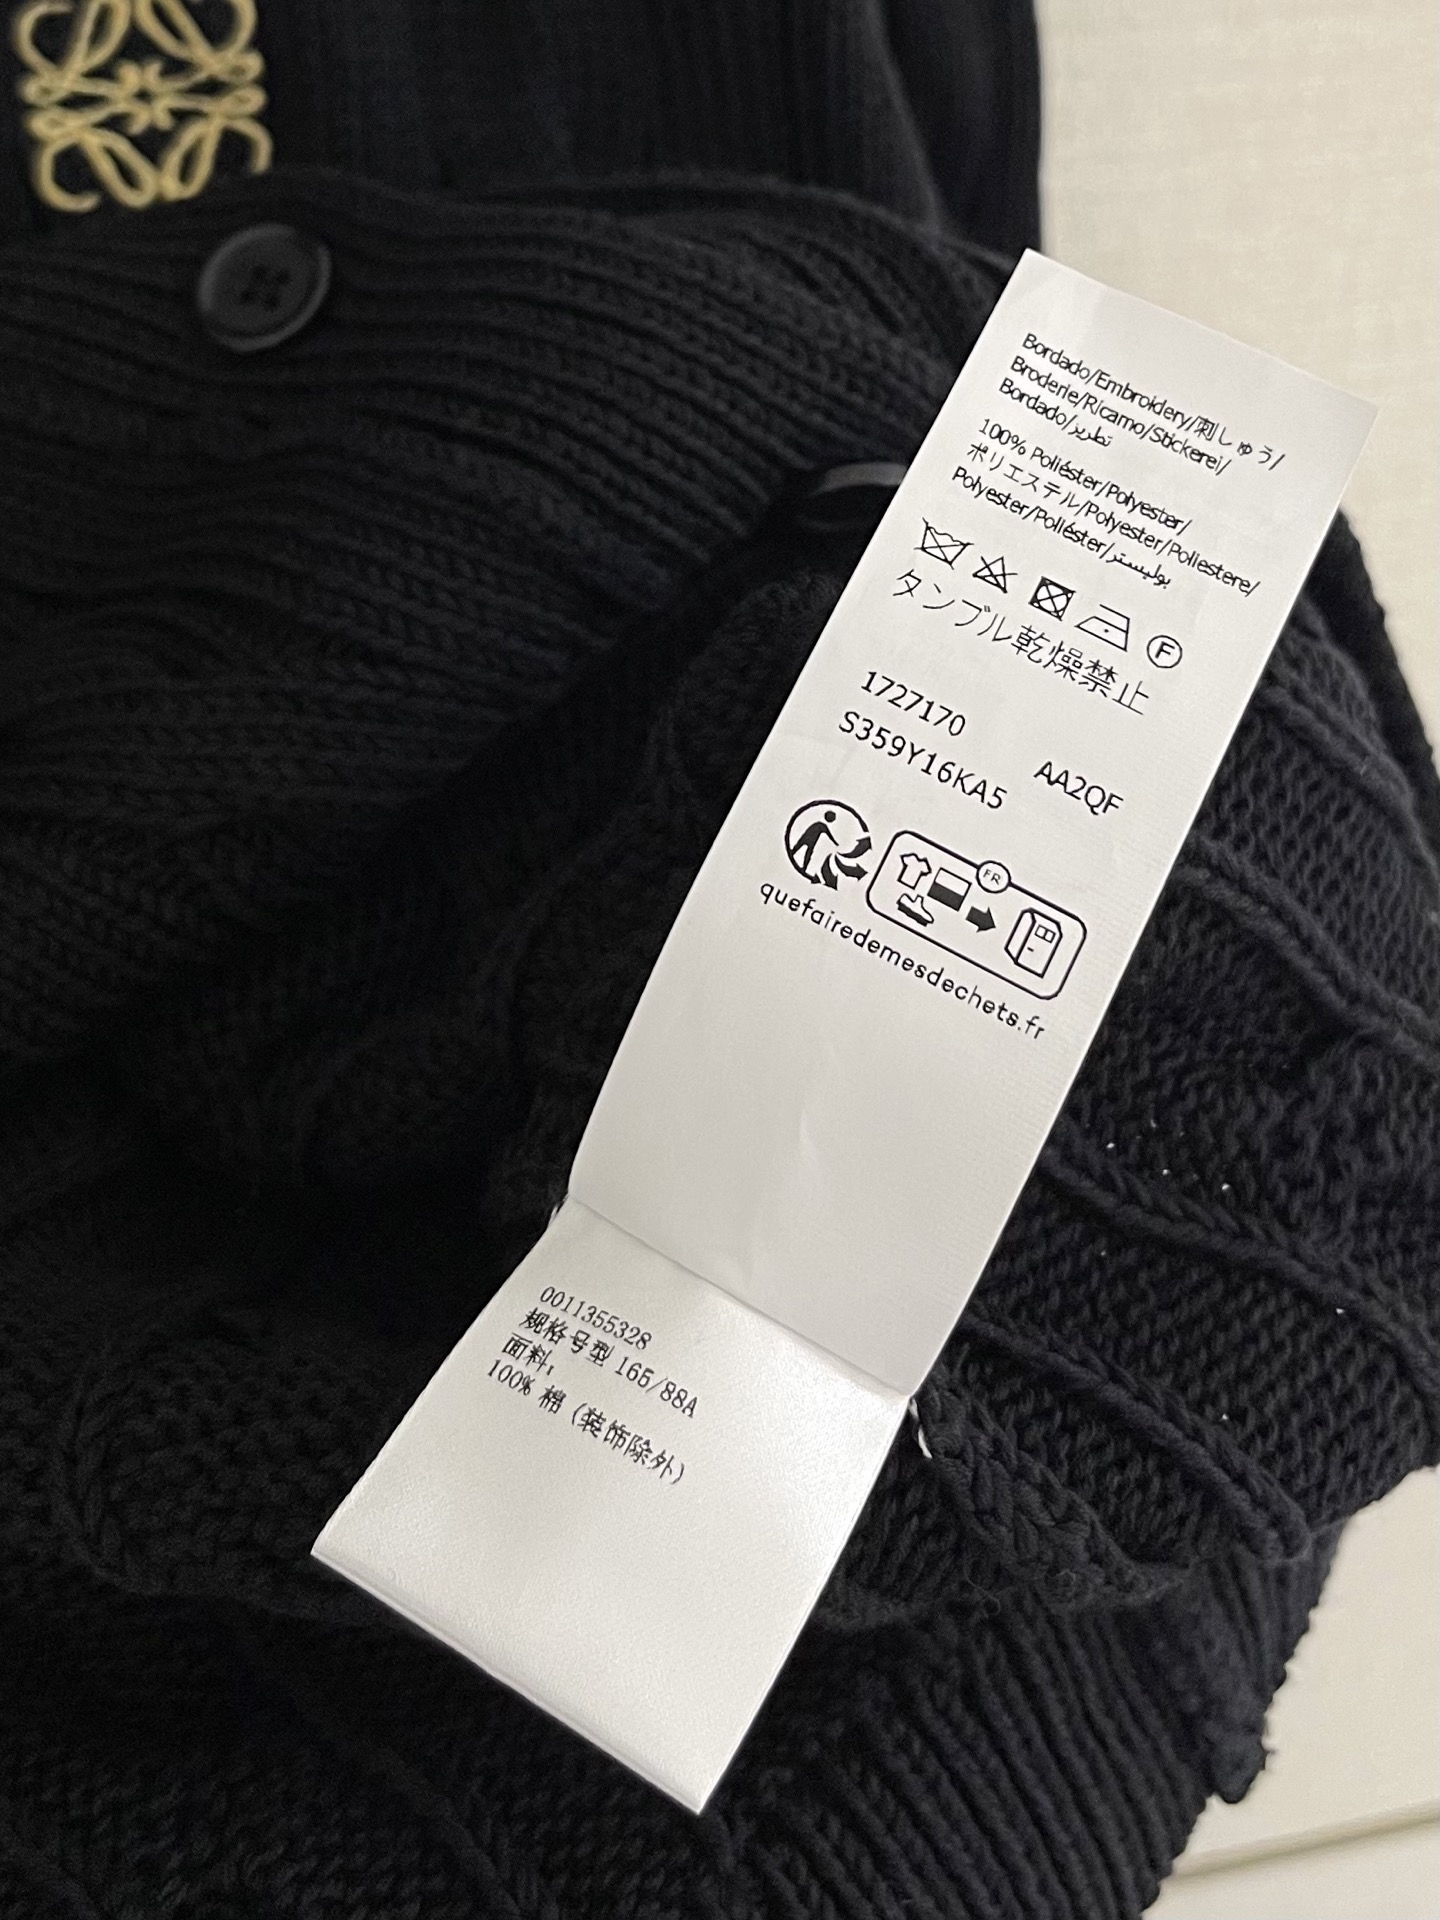 Bordado/Embroidery/刺しゅう/
Broderie/Ricamo/Stickerei/
Bordado/تطريز
100% Poliéster/Polyester/
ポリエステル/Polyester/Poliestere/
Polyester/Poliéster/بوليستر
F
タンブル乾燥禁止
1727170
S359Y16KA5 AA2QF
FR
quefairedemesdechets.fr
0011355328
规格号型 165/88A
面料:
100% 棉 (装饰除外)